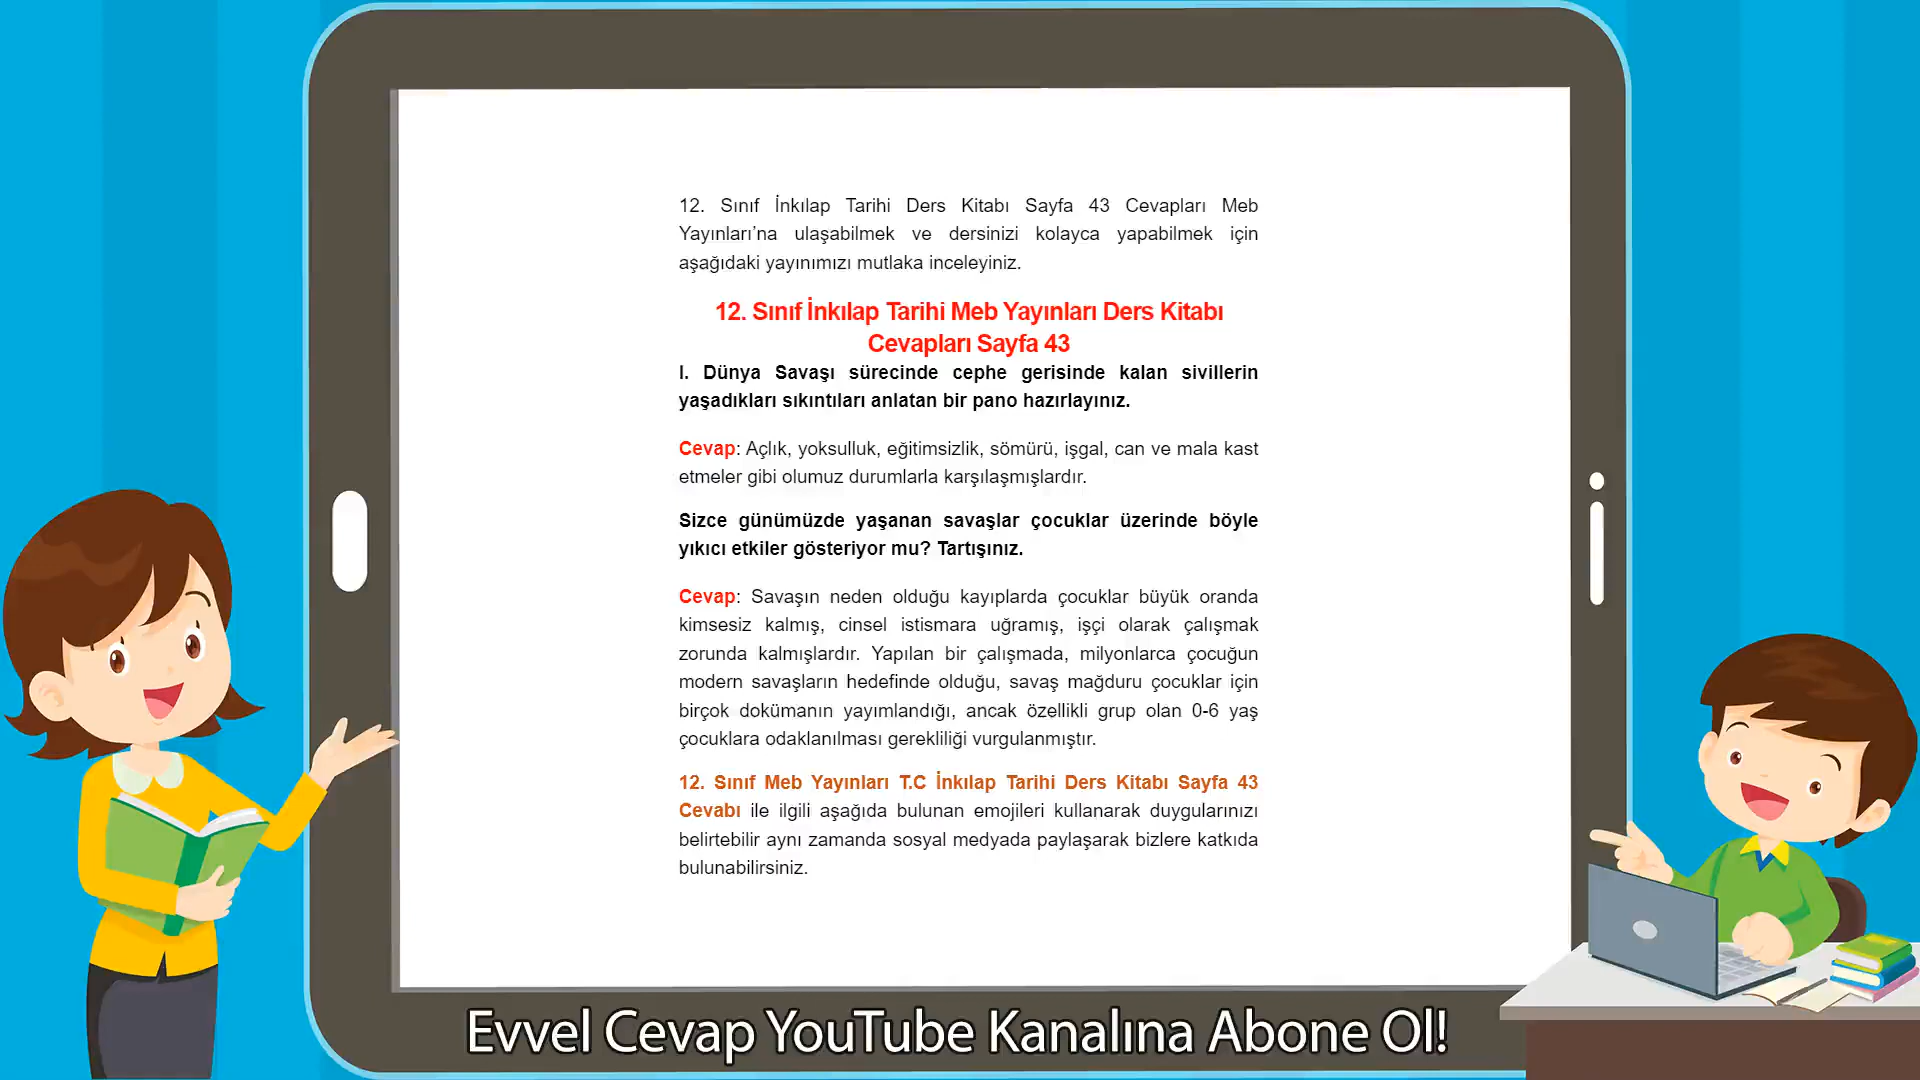 12. Sınıf İnkılap Tarihi Ders Kitabı Sayfa 43 Cevapları Meb
Yayınları’na ulaşabilmek ve dersinizi kolayca yapabilmek için
aşağıdaki yayınımızı mutlaka inceleyiniz.
12. Sınıf İnkılap Tarihi Meb Yayınları Ders Kitabı
Cevapları Sayfa 43
I. Dünya Savaşı sürecinde cephe gerisinde kalan sivillerin
yaşadıkları sıkıntıları anlatan bir pano hazırlayınız.
Cevap: Açlık, yoksulluk, eğitimsizlik, sömürü, işgal, can ve mala kast
etmeler gibi olumuz durumlarla karşılaşmışlardır.
Sizce günümüzde yaşanan savaşlar çocuklar üzerinde böyle
yıkıcı etkiler gösteriyor mu? Tartışınız.
Cevap: Savaşın neden olduğu kayıplarda çocuklar büyük oranda
kimsesiz kalmış, cinsel istismara uğramış, işçi olarak çalışmak
zorunda kalmışlardır. Yapılan bir çalışmada, milyonlarca çocuğun
modern savaşların hedefinde olduğu, savaş mağduru çocuklar için
birçok dokümanın yayımlandığı, ancak özellikli grup olan 0-6 yaş
çocuklara odaklanılması gerekliliği vurgulanmıştır.
12. Sınıf Meb Yayınları T.C İnkılap Tarihi Ders Kitabı Sayfa 43
Cevabı ile ilgili aşağıda bulunan emojileri kullanarak duygularınızı
belirtebilir aynı zamanda sosyal medyada paylaşarak bizlere katkıda
bulunabilirsiniz.
Evvel Cevap YouTube Kanalına Abone Ol!